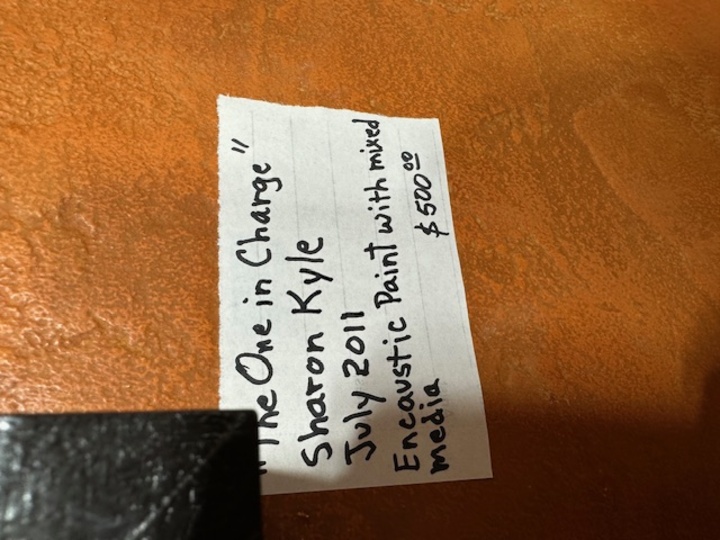 "The One in Charge"
Sharon Kyle
July 2011
Encaustic Paint with mixed
media
$500.00